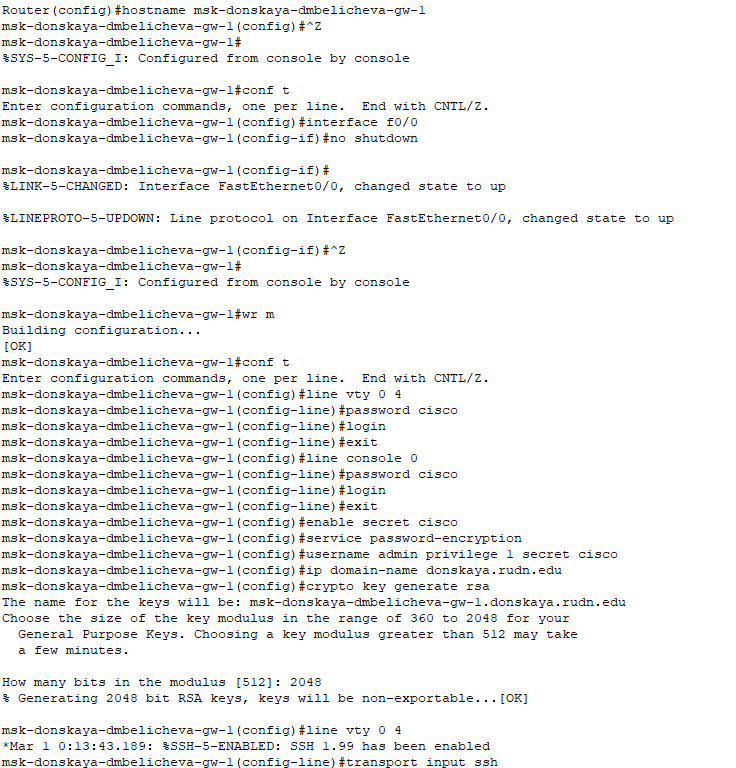 Router(config)#hostname msk-donskaya-dmbelicheva-gw-1
msk-donskaya-dmbelicheva-gw-1(config)#^Z
msk-donskaya-dmbelicheva-gw-1#
%SYS-5-CONFIG_I: Configured from console by console
msk-donskaya-dmbelicheva-gw-1#conf t
Enter configuration commands, one per line.  End with CNTL/Z.
msk-donskaya-dmbelicheva-gw-1(config)#interface f0/0
msk-donskaya-dmbelicheva-gw-1(config-if)#no shutdown
msk-donskaya-dmbelicheva-gw-1(config-if)#
%LINK-5-CHANGED: Interface FastEthernet0/0, changed state to up
%LINEPROTO-5-UPDOWN: Line protocol on Interface FastEthernet0/0, changed state to up
msk-donskaya-dmbelicheva-gw-1(config-if)#^Z
msk-donskaya-dmbelicheva-gw-1#
%SYS-5-CONFIG_I: Configured from console by console
msk-donskaya-dmbelicheva-gw-1#wr m
Building configuration...
[OK]
msk-donskaya-dmbelicheva-gw-1#conf t
Enter configuration commands, one per line.  End with CNTL/Z.
msk-donskaya-dmbelicheva-gw-1(config)#line vty 0 4
msk-donskaya-dmbelicheva-gw-1(config-line)#password cisco
msk-donskaya-dmbelicheva-gw-1(config-line)#login
msk-donskaya-dmbelicheva-gw-1(config-line)#exit
msk-donskaya-dmbelicheva-gw-1(config)#line console 0
msk-donskaya-dmbelicheva-gw-1(config-line)#password cisco
msk-donskaya-dmbelicheva-gw-1(config-line)#login
msk-donskaya-dmbelicheva-gw-1(config-line)#exit
msk-donskaya-dmbelicheva-gw-1(config)#enable secret cisco
msk-donskaya-dmbelicheva-gw-1(config)#service password-encryption
msk-donskaya-dmbelicheva-gw-1(config)#username admin privilege 1 secret cisco
msk-donskaya-dmbelicheva-gw-1(config)#ip domain-name donskaya.rudn.edu
msk-donskaya-dmbelicheva-gw-1(config)#crypto key generate rsa
The name for the keys will be: msk-donskaya-dmbelicheva-gw-1.donskaya.rudn.edu
Choose the size of the key modulus in the range of 360 to 2048 for your
  General Purpose Keys. Choosing a key modulus greater than 512 may take
  a few minutes.
How many bits in the modulus [512]: 2048
% Generating 2048 bit RSA keys, keys will be non-exportable...[OK]
msk-donskaya-dmbelicheva-gw-1(config)#line vty 0 4
*Mar 1 0:13:43.189: %SSH-5-ENABLED: SSH 1.99 has been enabled
msk-donskaya-dmbelicheva-gw-1(config-line)#transport input ssh